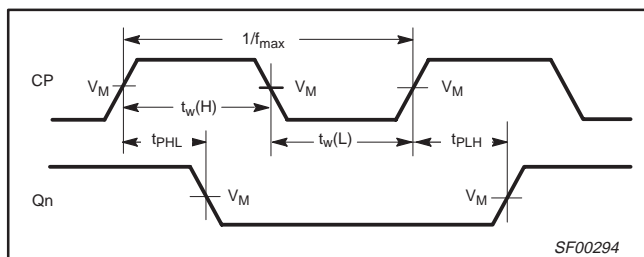 1/fmax
CP
VM VM VM
tw(H)
tPHL tw(L) tPLH
Qn
VM VM
SF00294